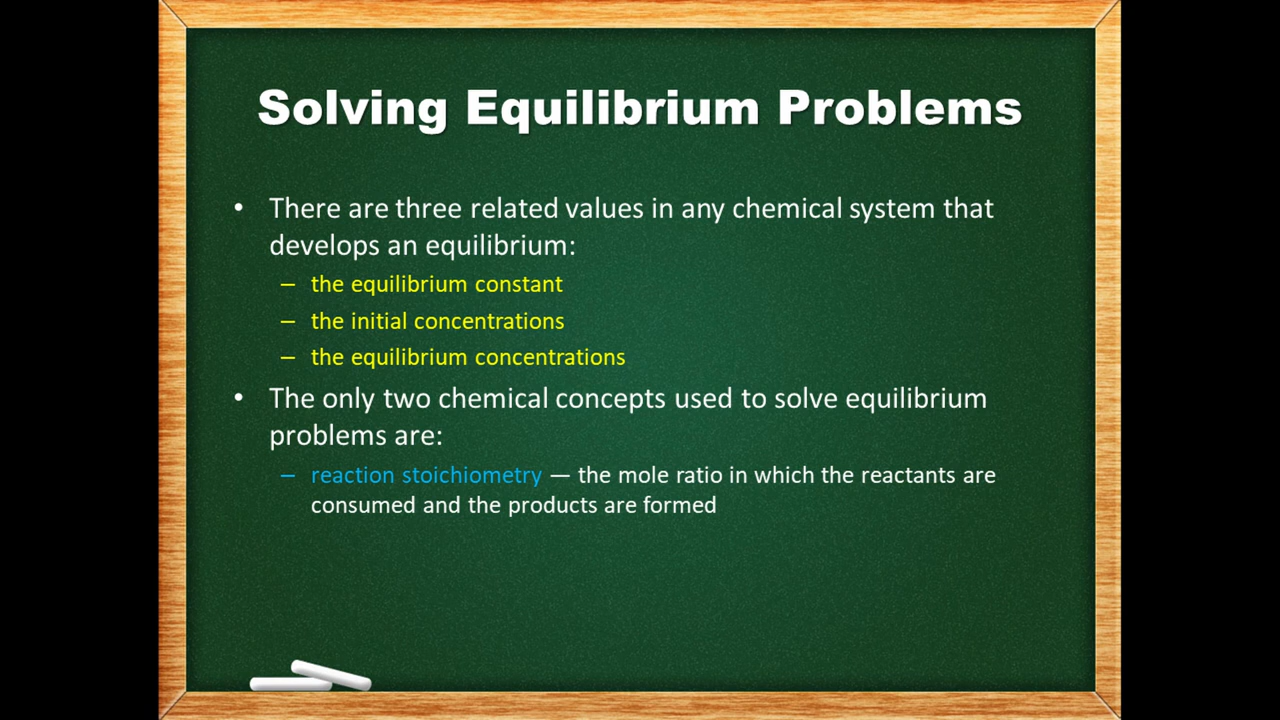 Solving Equilibrium Problems
• There are three related values in any chemical system that
develops an equilibrium:
– the equilibrium constant
– the initial concentrations
– the equilibrium concentrations
• The only two chemical concepts used to solve equilibrium
problems are:
– reaction stoichiometry — the mole ratio in which the reactants are
consumed and the products are formed